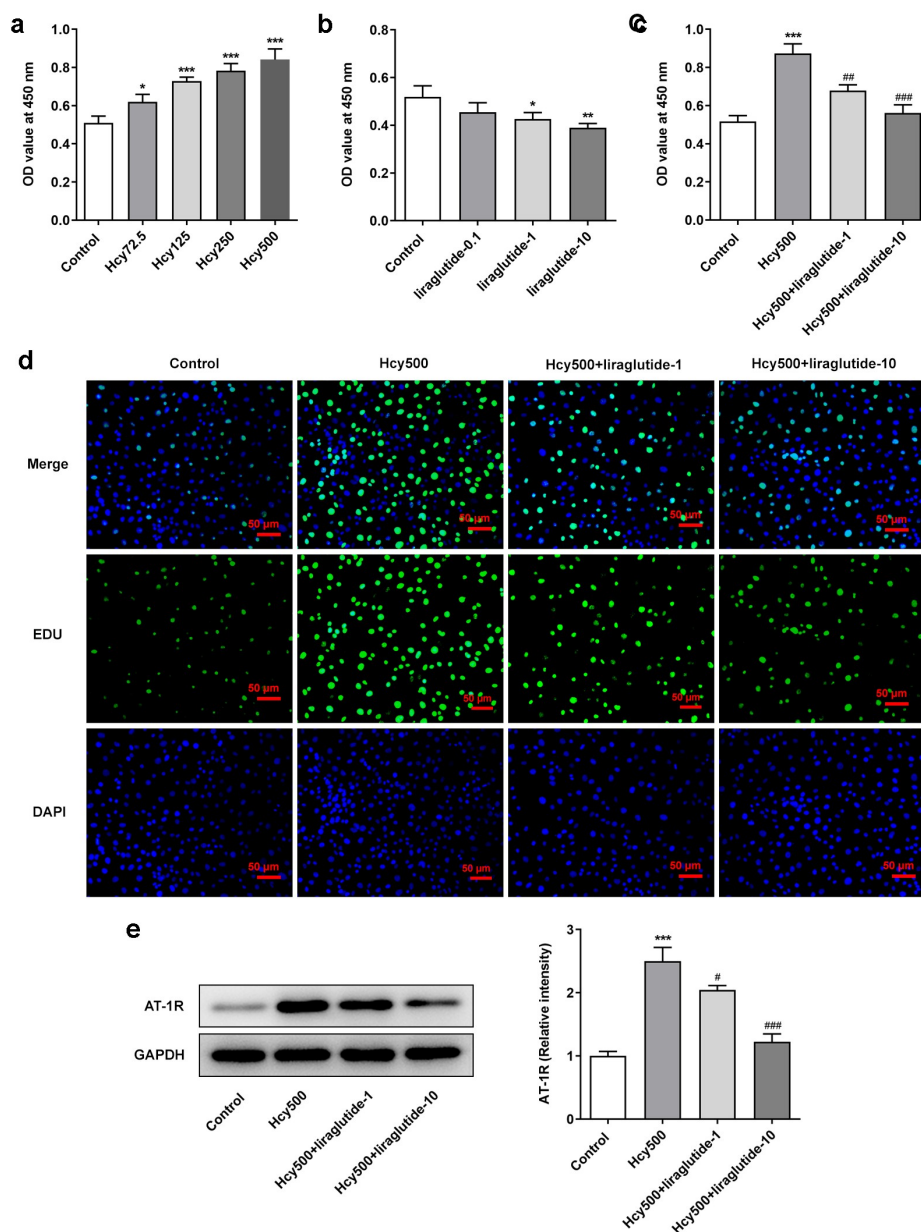 a
OD value at 450 nm
1.0
0.8
0.6
0.4
0.2
0.0
*
***
***
***
Control
Hcy72.5
Hcy125
Hcy250
Hcy500
b
OD value at 450 nm
0.8
0.6
0.4
0.2
0.0
*
**
Control
liraglutide-0.1
liraglutide-1
liraglutide-10
c
OD value at 450 nm
1.0
0.8
0.6
0.4
0.2
0.0
***
##
###
Control
Hcy500
Hcy500+liraglutide-1
Hcy500+liraglutide-10
d
Control
Hcy500
Hcy500+liraglutide-1
Hcy500+liraglutide-10
Merge
50 μm
50 μm
50 μm
50 μm
EDU
50 μm
50 μm
50 μm
50 μm
DAPI
50 μm
50 μm
50 μm
50 μm
e
AT-1R
GAPDH
Control
Hcy500
Hcy500+liraglutide-1
Hcy500+liraglutide-10
AT-1R (Relative intensity)
3
2
1
0
***
#
###
Control
Hcy500
Hcy500+liraglutide-1
Hcy500+liraglutide-10